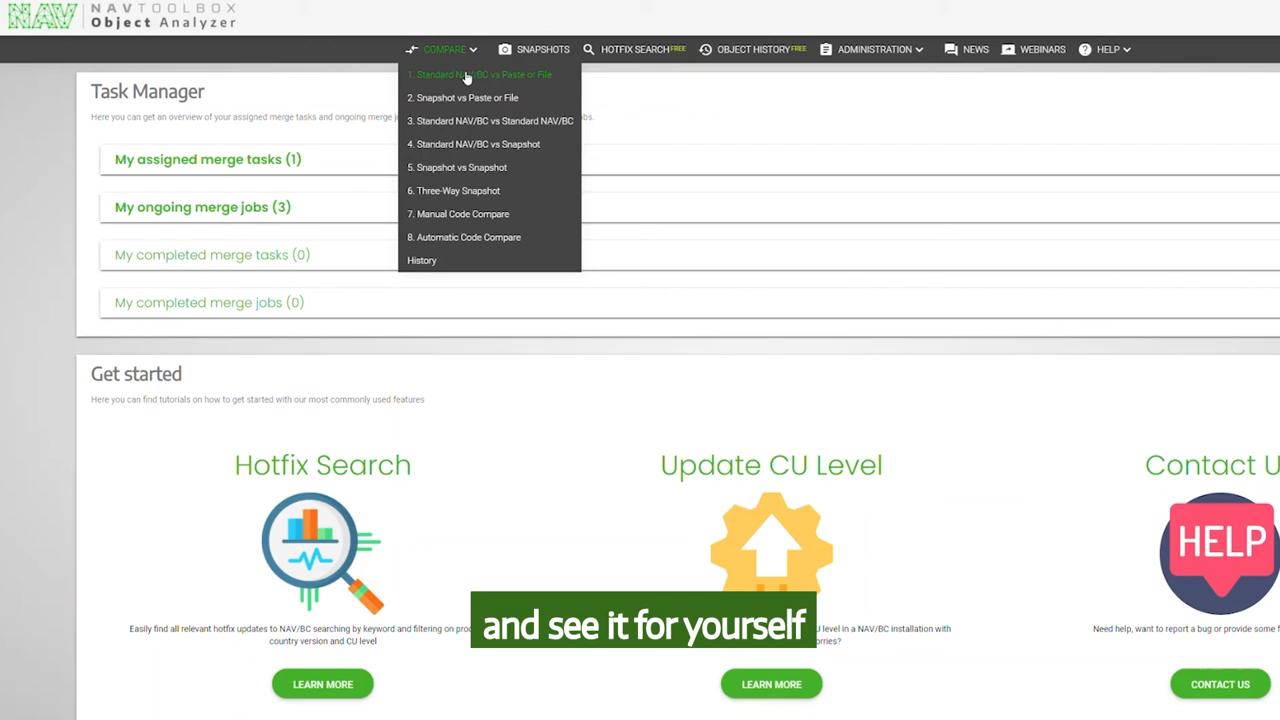 NAV NAVTOOLBOX
Object Analyzer
COMPARE SNAPSHOTS HOTFIX SEARCH FREE OBJECT HISTORY FREE ADMINISTRATION NEWS WEBINARS HELP
1. Standard NAV/BC vs Paste or File
2. Snapshot vs Paste or File
3. Standard NAV/BC vs Standard NAV/BC
4. Standard NAV/BC vs Snapshot
5. Snapshot vs Snapshot
6. Three-Way Snapshot
7. Manual Code Compare
8. Automatic Code Compare
History
Task Manager
Here you can get an overview of your assigned merge tasks and ongoing merge
My assigned merge tasks (1)
My ongoing merge jobs (3)
My completed merge tasks (0)
My completed merge jobs (0)
Get started
Here you can find tutorials on how to get started with our most commonly used features
Hotfix Search
Easily find all relevant hotfix updates to NAV/BC searching by keyword and filtering on
country version and CU level
LEARN MORE
Update CU Level
level in a NAV/BC installation with
LEARN MORE
Contact U
HELP
Need help, want to report a bug or provide some
CONTACT US
and see it for yourself